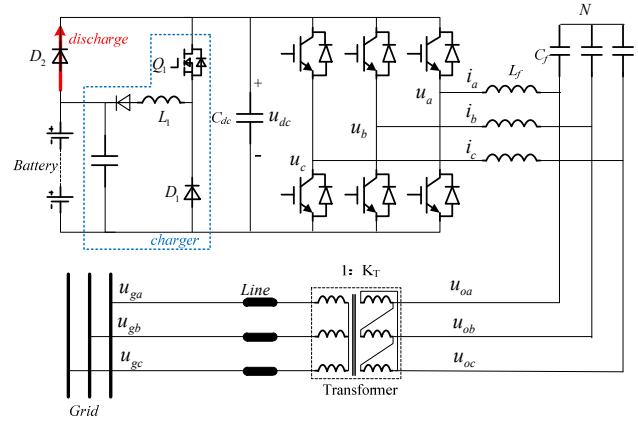 N
discharge
D2
Q1
Cf
L1
Cdc
+
udc
-
ua
ub
uc
Lf
ia
ib
ic
Battery
D1
charger
1: KT
uga
Line
uoa
ugb
uob
ugc
uoc
Transformer
Grid